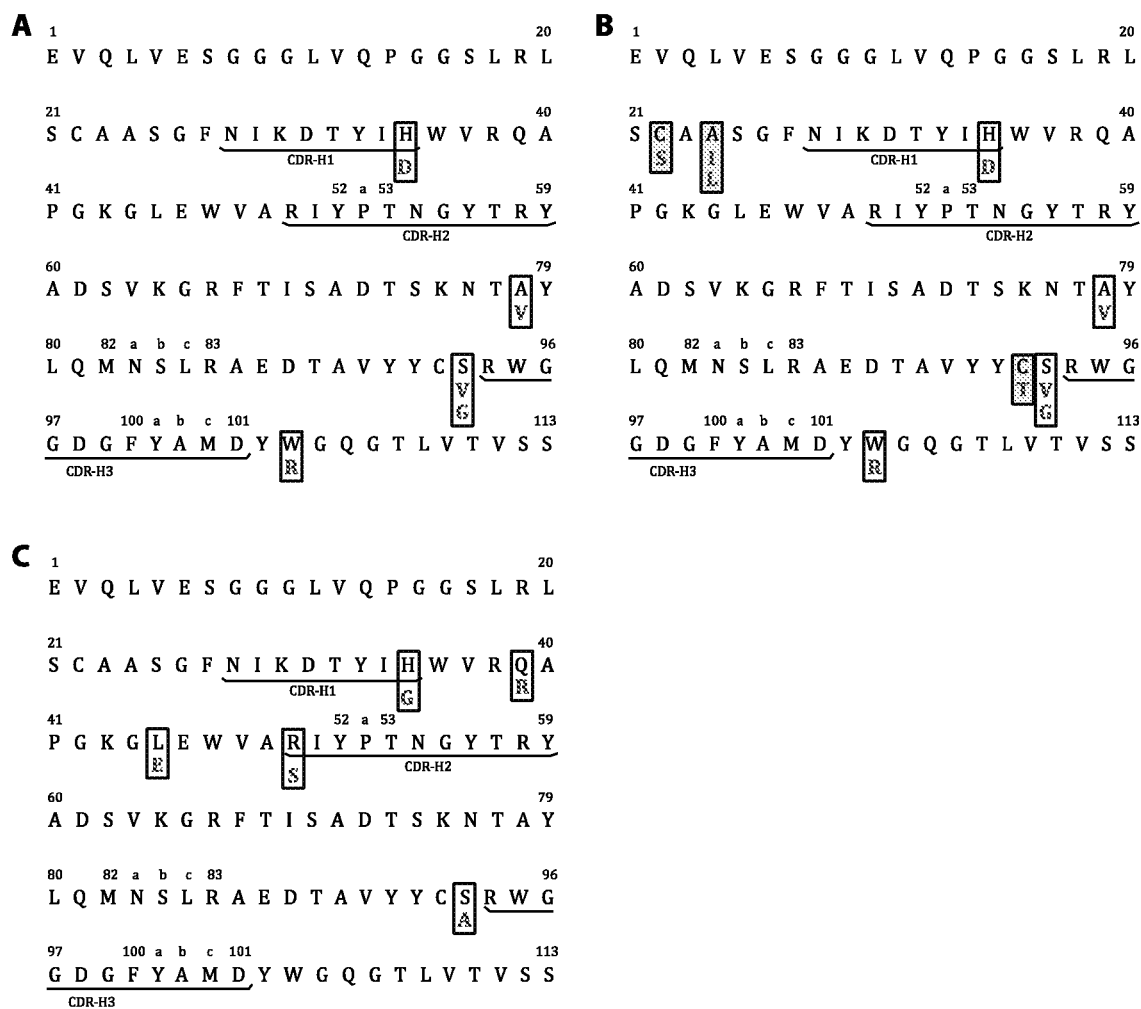 A
1 20
E V Q L V E S G G G L V Q P G G S L R L
21 40
S C A A S G F N I K D T Y I H W V R Q A
CDR-H1 D
41 52 a 53 59
P G K G L E W V A R I Y P T N G Y T R Y
CDR-H2
60 79
A D S V K G R F T I S A D T S K N T A Y
V
80 82 a b c 83 96
L Q M N S L R A E D T A V Y Y C S R W G
V
G
97 100 a b c 101 113
G D G F Y A M D Y W G Q G T L V T V S S
CDR-H3 R
B
1 20
E V Q L V E S G G G L V Q P G G S L R L
21 40
S C A A S G F N I K D T Y I H W V R Q A
S I CDR-H1 D
L
41 52 a 53 59
P G K G L E W V A R I Y P T N G Y T R Y
CDR-H2
60 79
A D S V K G R F T I S A D T S K N T A Y
V
80 82 a b c 83 96
L Q M N S L R A E D T A V Y Y C S R W G
T V
G
97 100 a b c 101 113
G D G F Y A M D Y W G Q G T L V T V S S
CDR-H3 R
C
1 20
E V Q L V E S G G G L V Q P G G S L R L
21 40
S C A A S G F N I K D T Y I H W V R Q A
CDR-H1 G R
41 52 a 53 59
P G K G L E W V A R I Y P T N G Y T R Y
E S CDR-H2
60 79
A D S V K G R F T I S A D T S K N T A Y
80 82 a b c 83 96
L Q M N S L R A E D T A V Y Y C S R W G
A
97 100 a b c 101 113
G D G F Y A M D Y W G Q G T L V T V S S
CDR-H3